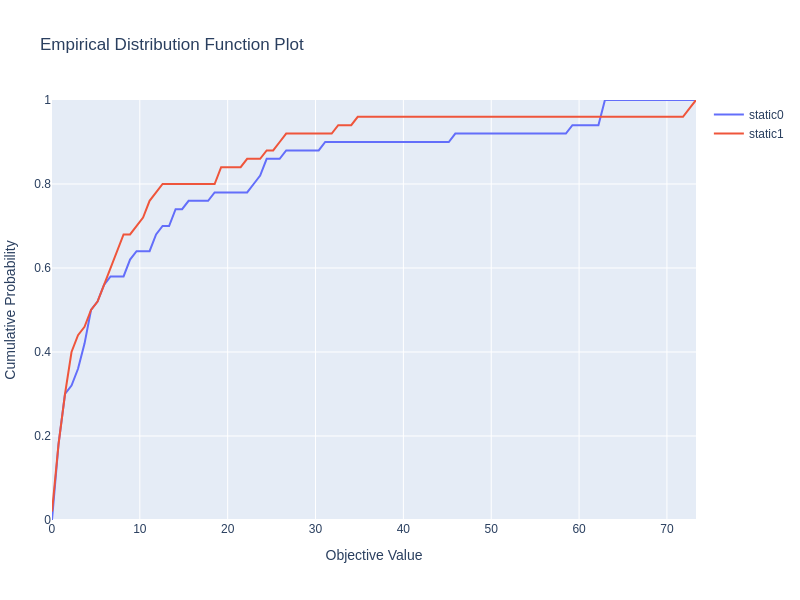 Empirical Distribution Function Plot
static0
static1
1
0.8
0.6
0.4
0.2
0
0 10 20 30 40 50 60 70
Cumulative Probability
Objective Value